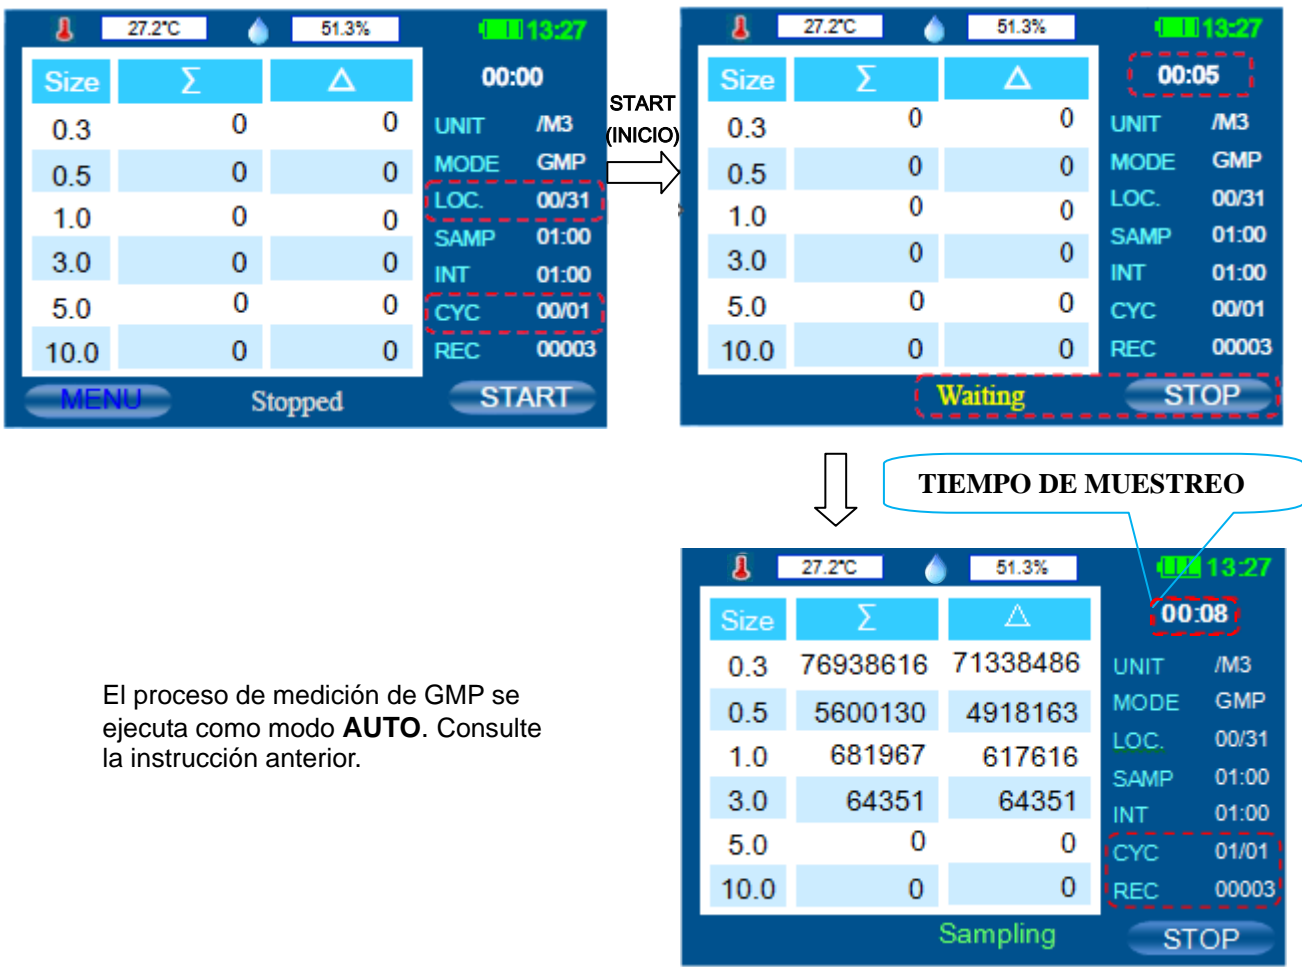 27.2°C 51.3% 13:27
Size Σ Δ 00:00
0.3 0 0 UNIT /M3
0.5 0 0 MODE GMP
1.0 0 0 LOC. 00/31
3.0 0 0 SAMP 01:00
INT 01:00
5.0 0 0 CYC 00/01
10.0 0 0 REC 00003
MENU Stopped START
START
(INICIO)
27.2°C 51.3% 13:27
Size Σ Δ 00:05
0.3 0 0 UNIT /M3
0.5 0 0 MODE GMP
1.0 0 0 LOC. 00/31
3.0 0 0 SAMP 01:00
INT 01:00
5.0 0 0 CYC 00/01
10.0 0 0 REC 00003
Waiting STOP
TIEMPO DE MUESTREO
27.2°C 51.3% 13:27
Size Σ Δ 00:08
0.3 76938616 71338486 UNIT /M3
0.5 5600130 4918163 MODE GMP
1.0 681967 617616 LOC. 00/31
3.0 64351 64351 SAMP 01:00
INT 01:00
5.0 0 0 CYC 01/01
10.0 0 0 REC 00003
Sampling STOP
El proceso de medición de GMP se
ejecuta como modo AUTO. Consulte
la instrucción anterior.